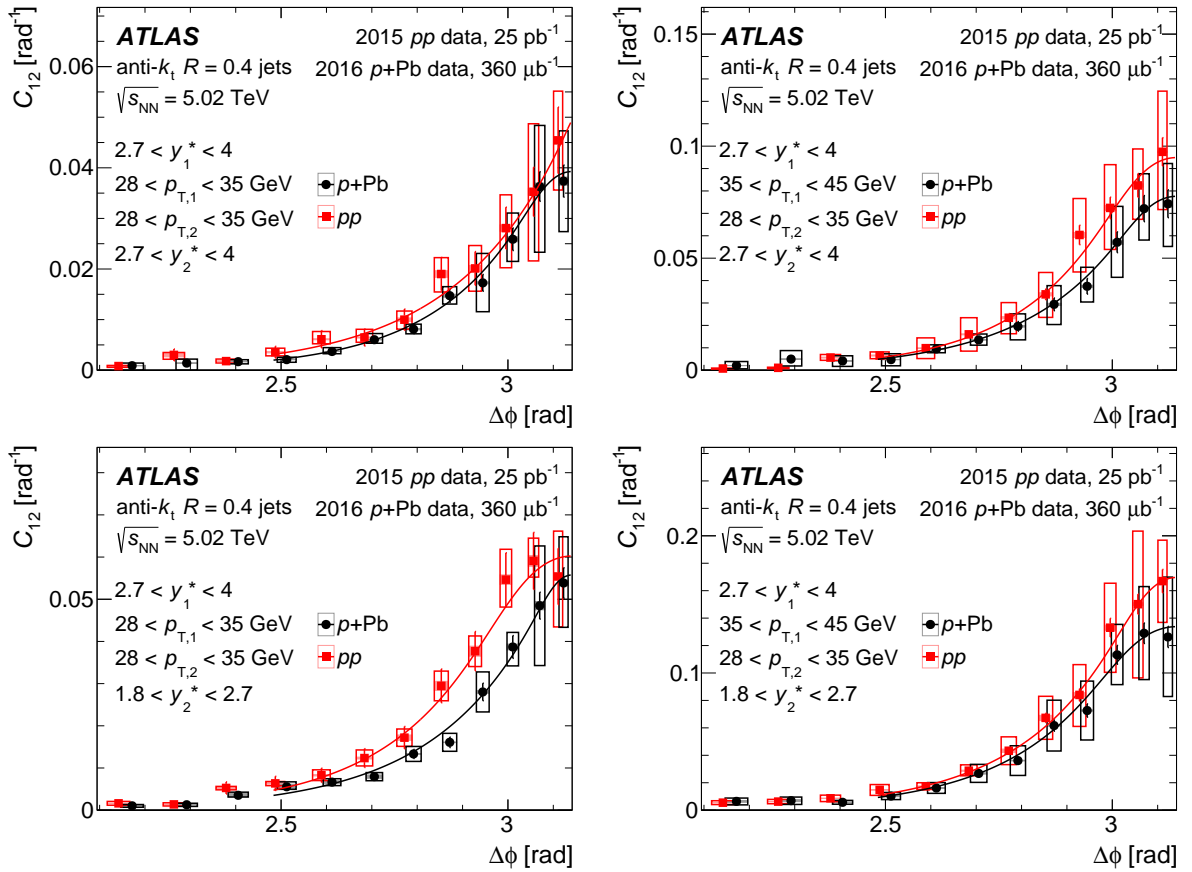 C₁₂ [rad⁻¹]
ATLAS
2015 pp data, 25 pb⁻¹
anti-kₜ R = 0.4 jets
2016 p+Pb data, 360 μb⁻¹
√s_NN = 5.02 TeV
2.7 < y₁* < 4
28 < p_T,1 < 35 GeV
28 < p_T,2 < 35 GeV
2.7 < y₂* < 4
p+Pb
pp
0.06
0.04
0.02
0
2.5
3
Δϕ [rad]
C₁₂ [rad⁻¹]
ATLAS
2015 pp data, 25 pb⁻¹
anti-kₜ R = 0.4 jets
2016 p+Pb data, 360 μb⁻¹
√s_NN = 5.02 TeV
2.7 < y₁* < 4
35 < p_T,1 < 45 GeV
28 < p_T,2 < 35 GeV
2.7 < y₂* < 4
p+Pb
pp
0.15
0.1
0.05
0
2.5
3
Δϕ [rad]
C₁₂ [rad⁻¹]
ATLAS
2015 pp data, 25 pb⁻¹
anti-kₜ R = 0.4 jets
2016 p+Pb data, 360 μb⁻¹
√s_NN = 5.02 TeV
2.7 < y₁* < 4
28 < p_T,1 < 35 GeV
28 < p_T,2 < 35 GeV
1.8 < y₂* < 2.7
p+Pb
pp
0.05
0
2.5
3
Δϕ [rad]
C₁₂ [rad⁻¹]
ATLAS
2015 pp data, 25 pb⁻¹
anti-kₜ R = 0.4 jets
2016 p+Pb data, 360 μb⁻¹
√s_NN = 5.02 TeV
2.7 < y₁* < 4
35 < p_T,1 < 45 GeV
28 < p_T,2 < 35 GeV
1.8 < y₂* < 2.7
p+Pb
pp
0.2
0.1
0
2.5
3
Δϕ [rad]